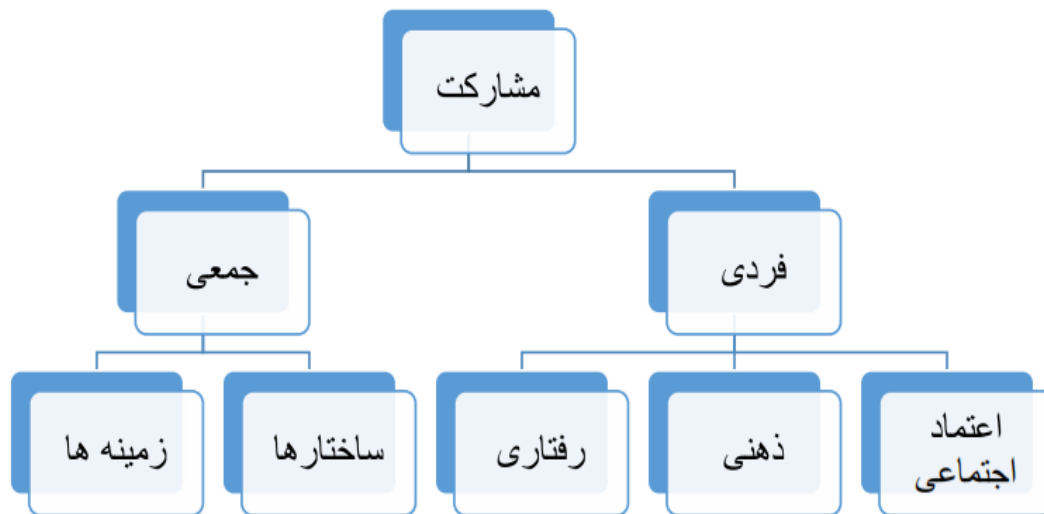 مشارکت
فردی
جمعی
اعتماد
اجتماعی
ذهنی
رفتاری
ساختارها
زمینه ها